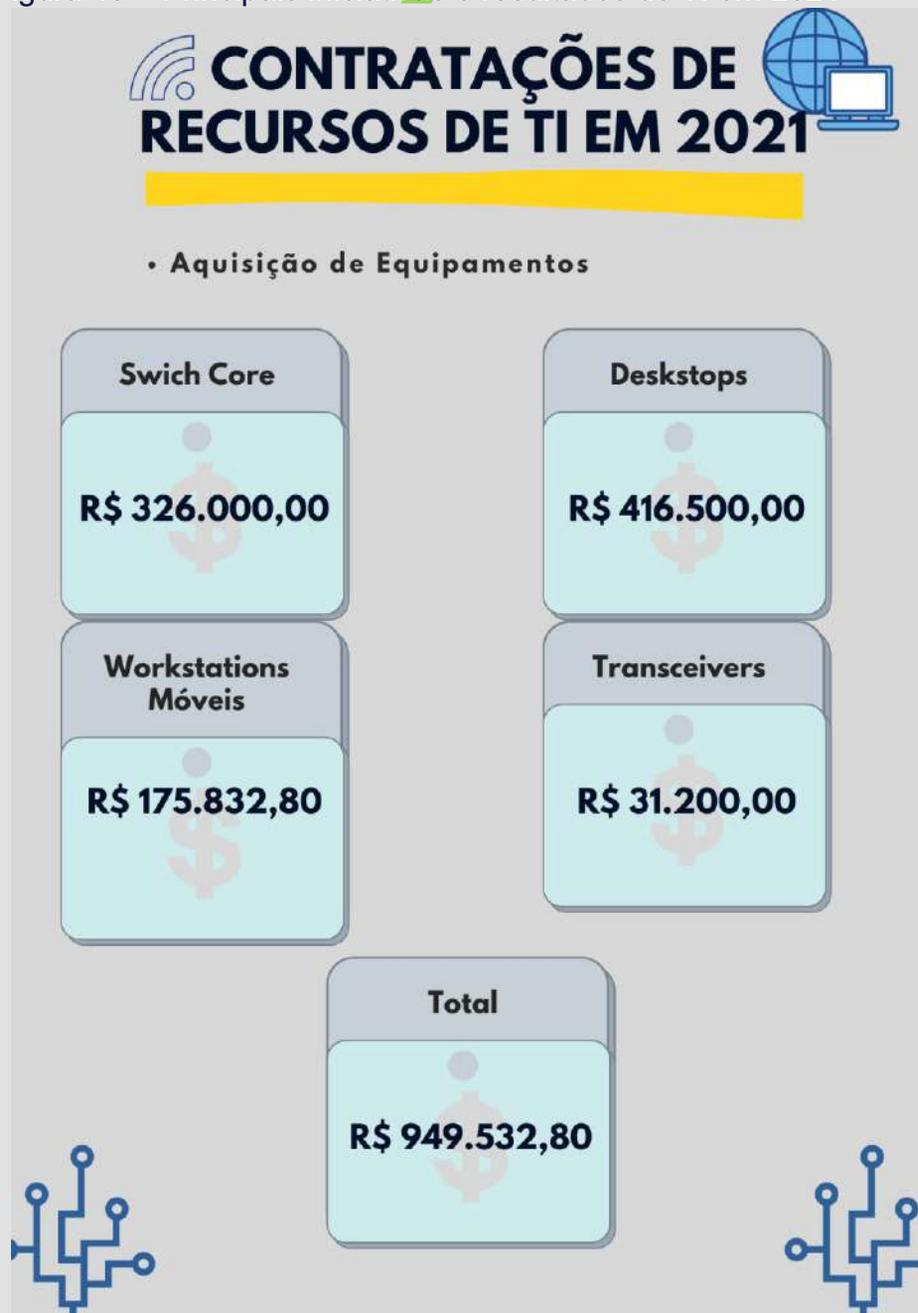 CONTRATAÇÕES DE
RECURSOS DE TI EM 2021
• Aquisição de Equipamentos
Swich Core
R$ 326.000,00
Deskstops
R$ 416.500,00
Workstations
Móveis
R$ 175.832,80
Transceivers
R$ 31.200,00
Total
R$ 949.532,80